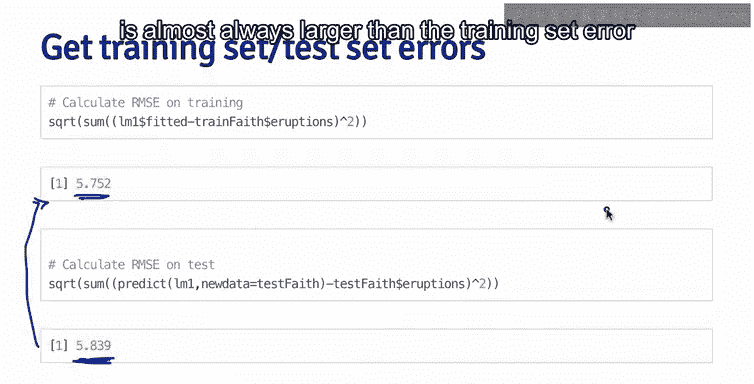 is almost always larger than the training set error
Get training set/test set errors
# Calculate RMSE on training
sqrt(sum((lm1$fitted-trainFaith$eruptions)^2))
[1] 5.752
# Calculate RMSE on test
sqrt(sum((predict(lm1,newdata=testFaith)-testFaith$eruptions)^2))
[1] 5.839